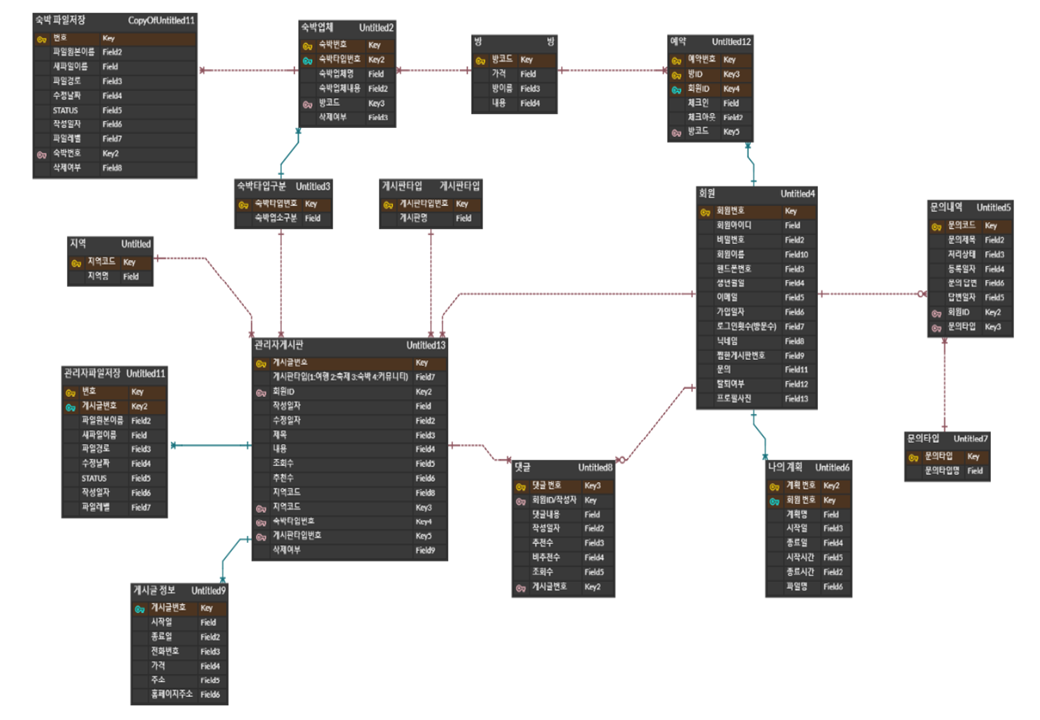 숙박 파일저장 CopyOfUntitled11
번호 Key
파일원본이름 Field2
새파일이름 Field
파일경로 Field3
수정날짜 Field4
STATUS Field5
작성일자 Field6
파일레벨 Field7
숙박번호 Key2
삭제여부 Field8
숙박업체 Untitled2
숙박번호 Key
숙박타입번호 Key2
숙박업체명 Field
숙박업체내용 Field2
방코드 Key3
삭제여부 Field3
방 방
방코드 Key
가격 Field
방이름 Field3
내용 Field4
예약 Untitled12
예약번호 Key
방ID Key3
회원ID Key4
체크인 Field
체크아웃 Field2
방코드 Key5
숙박타입구분 Untitled3
숙박타입번호 Key
숙박업소구분 Field
게시판타입 게시판타입
게시판타입번호 Key
게시판명 Field
회원 Untitled4
회원번호 Key
회원아이디 Field
비밀번호 Field2
회원이름 Field10
핸드폰번호 Field3
생년월일 Field4
이메일 Field5
가입일자 Field6
로그인횟수(방문수) Field7
닉네임 Field8
찜한게시판번호 Field9
문의 Field11
탈퇴여부 Field12
프로필사진 Field13
문의내역 Untitled5
문의코드 Key
문의제목 Field2
처리상태 Field3
등록일자 Field4
문의 답변 Field6
답변일자 Field5
회원ID Key2
문의타입 Key3
지역 Untitled
지역코드 Key
지역명 Field
관리자게시판 Untitled13
게시글번호 Key
게시판타입(1:여행 2:축제 3:숙박 4:커뮤니티) Field7
회원ID Key2
작성일자 Field
수정일자 Field2
제목 Field3
내용 Field4
조회수 Field5
추천수 Field6
지역코드 Field8
지역코드 Key3
숙박타입번호 Key4
게시판타입번호 Key5
삭제여부 Field9
관리자파일저장 Untitled11
번호 Key
게시글번호 Key2
파일원본이름 Field2
새파일이름 Field
파일경로 Field3
수정날짜 Field4
STATUS Field5
작성일자 Field6
파일레벨 Field7
댓글 Untitled8
댓글 번호 Key3
회원ID/작성자 Key
댓글내용 Field
작성일자 Field2
추천수 Field3
비추천수 Field4
조회수 Field5
게시글번호 Key2
나의 계획 Untitled6
계획 번호 Key2
회원 번호 Key
계획명 Field
시작일 Field3
종료일 Field4
시작시간 Field5
종료시간 Field2
파일명 Field6
문의타입 Untitled7
문의타입 Key
문의타입명 Field
게시글 정보 Untitled9
게시글번호 Key
시작일 Field
종료일 Field2
전화번호 Field3
가격 Field4
주소 Field5
홈페이지주소 Field6